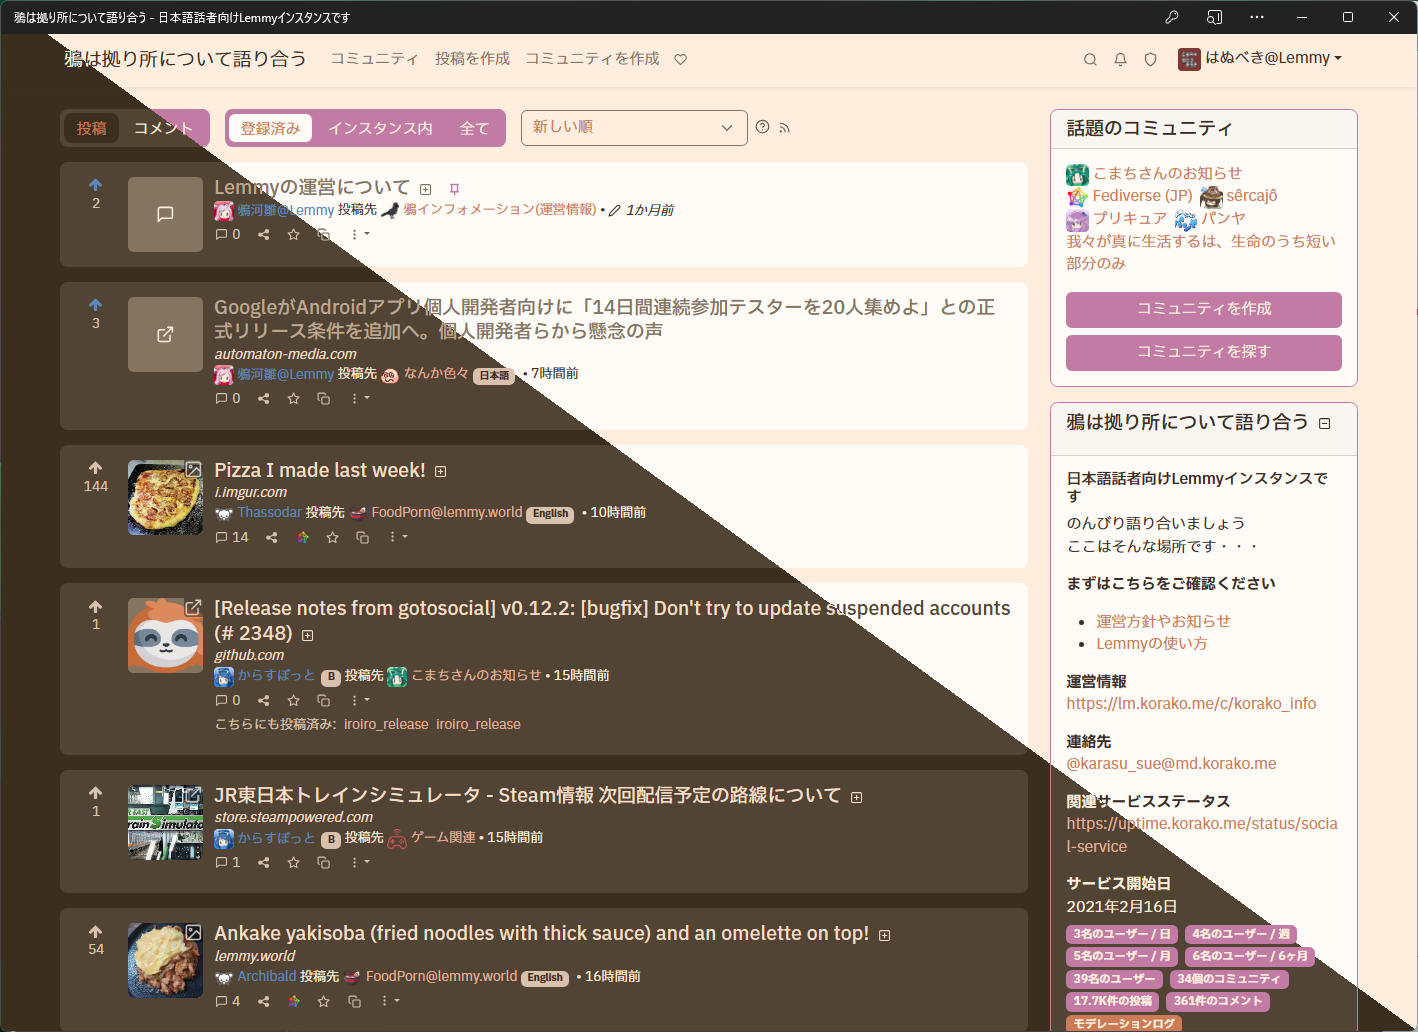 鵶は拠り所について語り合う - 日本語話者向けLemmyインスタンスです
鵶は拠り所について語り合う コミュニティ 投稿を作成 コミュニティを作成
はぬべき@Lemmy
投稿 コメント 登録済み インスタンス内 全て 新しい順
Lemmyの運営について
2
鵶河雛@Lemmy 投稿先 鵶インフォメーション(運営情報) • 1か月前
0
GoogleがAndroidアプリ個人開発者向けに「14日間連続参加テスターを20人集めよ」との正
式リリース条件を追加へ。個人開発者らから懸念の声
3
automaton-media.com
鵶河雛@Lemmy 投稿先 なんか色々 日本語 • 7時間前
0
Pizza I made last week!
144
i.imgur.com
Thassodar 投稿先 FoodPorn@lemmy.world English • 10時間前
14
[Release notes from gotosocial] v0.12.2: [bugfix] Don't try to update suspended accounts
(# 2348)
1
github.com
からすぼっと B 投稿先 こまちさんのお知らせ • 15時間前
0
こちらにも投稿済み: iroiro_release iroiro_release
JR東日本トレインシミュレータ - Steam情報 次回配信予定の路線について
1
store.steampowered.com
からすぼっと B 投稿先 ゲーム関連 • 15時間前
1
Ankake yakisoba (fried noodles with thick sauce) and an omelette on top!
54
lemmy.world
Archibald 投稿先 FoodPorn@lemmy.world English • 16時間前
4
話題のコミュニティ
こまちさんのお知らせ
Fediverse (JP) sêrcajô
プリキュア パンヤ
我々が真に生活するは、生命のうち短い
部分のみ
コミュニティを作成
コミュニティを探す
鵶は拠り所について語り合う
日本語話者向けLemmyインスタンスで
す
のんびり語り合いましょう
ここはそんな場所です・・・
まずはこちらをご確認ください
運営方針やお知らせ
Lemmyの使い方
運営情報
https://lm.korako.me/c/korako_info
連絡先
@karasu_sue@md.korako.me
関連サービスステータス
https://uptime.korako.me/status/socia
l-service
サービス開始日
2021年2月16日
3名のユーザー / 日 4名のユーザー / 週
5名のユーザー / 月 6名のユーザー / 6ヶ月
39名のユーザー 34個のコミュニティ
17.7K件の投稿 361件のコメント
モデレーションログ